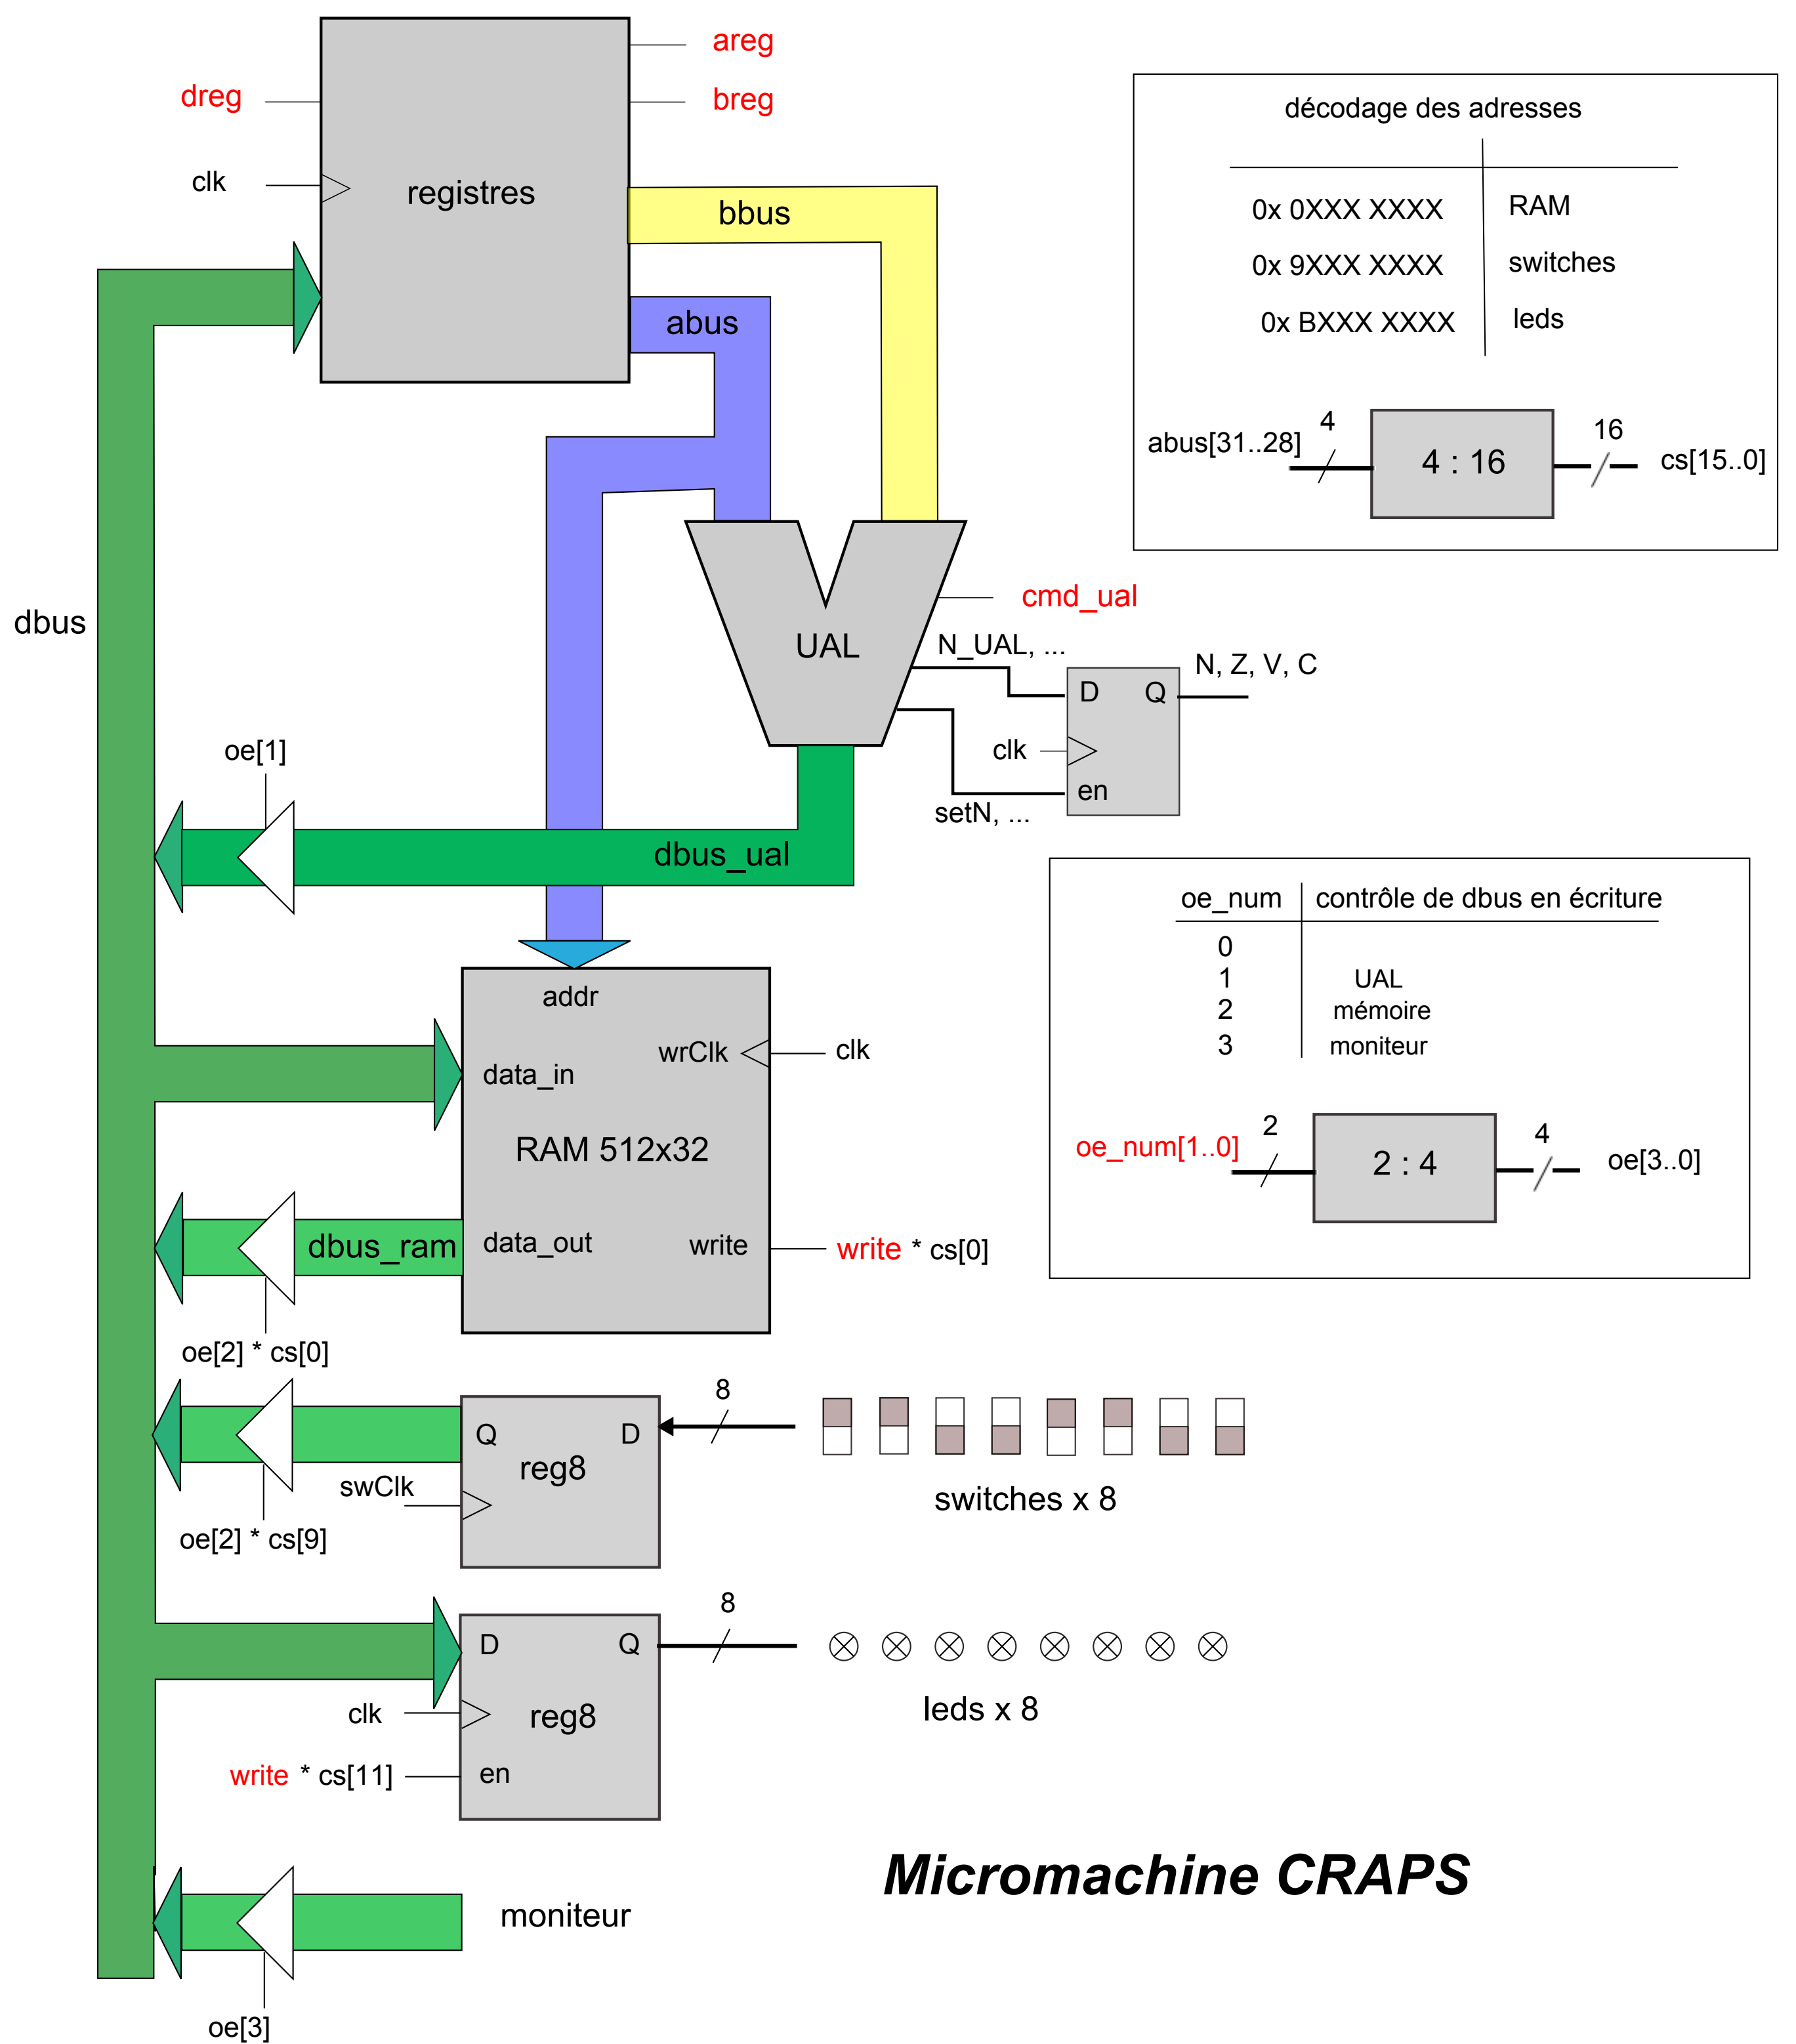 areg
dreg
breg
clk
registres
bbus
abus
décodage des adresses
0x 0XXX XXXX RAM
0x 9XXX XXXX switches
0x BXXX XXXX leds
abus[31..28]
4
4 : 16
16
cs[15..0]
dbus
cmd_ual
UAL
N_UAL, ...
N, Z, V, C
D Q
clk
en
setN, ...
oe[1]
dbus_ual
oe_num contrôle de dbus en écriture
0
1 UAL
2 mémoire
3 moniteur
oe_num[1..0]
2
2 : 4
4
oe[3..0]
addr
wrClk
clk
data_in
RAM 512x32
dbus_ram
data_out
write
write * cs[0]
oe[2] * cs[0]
Q D
reg8
8
swClk
switches x 8
oe[2] * cs[9]
D Q
8
clk
reg8
leds x 8
write * cs[11]
en
Micromachine CRAPS
moniteur
oe[3]